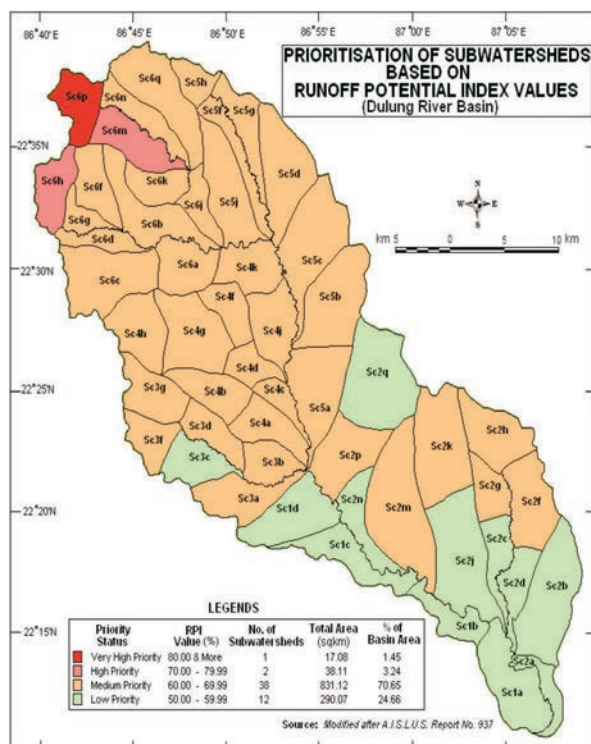 86°40'E 86°45'E 86°50'E 86°55'E 87°00'E 87°05'E
PRIORITISATION OF SUBWATERSHEDS
BASED ON
RUNOFF POTENTIAL INDEX VALUES
(Dulung River Basin)
Sc6q
Sc5h
Sc6p
Sc6n
Sc5f
Sc5g
Sc6m
22°35'N
Sc6h
Sc6f
Sc6k
Sc5d
Sc6j
Sc5j
Sc6g
Sc6b
Sc6d
N
W E
S
km 5 0 5 10 km
22°30'N
Sc6c
Sc6a
Sc4k
Sc5c
Sc4f
Sc5b
Sc4h
Sc4g
Sc4j
Sc4d
Sc2q
22°25'N
Sc3g
Sc4b
Sc4c
Sc5a
Sc3d
Sc4a
Sc3f
Sc3c
Sc3b
Sc2p
Sc2k
Sc2h
22°20'N
Sc3a
Sc1d
Sc2n
Sc2m
Sc2g
Sc2f
Sc1c
Sc2j
Sc2c
Sc2d
Sc2b
Sc1b
22°15'N
Sc2a
Sc1a
LEGENDS
Priority RPI No. of Total Area % of
Status Value (%) Subwatersheds (sqkm) Basin Area
Very High Priority 80.00 & More 1 17.08 1.45
High Priority 70.00 - 79.99 2 38.11 3.24
Medium Priority 60.00 - 69.99 38 831.12 70.65
Low Priority 50.00 - 59.99 12 290.07 24.66
Source: Modified after A.I.S.L.U.S. Report No. 937